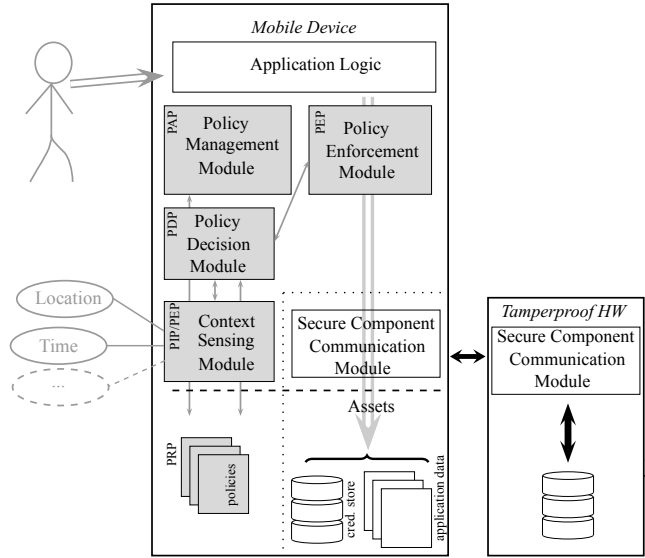 Mobile Device
Application Logic
PAP
Policy
Management
Module
PEP
Policy
Enforcement
Module
PDP
Policy
Decision
Module
Location
Time
...
PIP/PEP
Context
Sensing
Module
Secure Component
Communication
Module
Tamperproof HW
Secure Component
Communication
Module
Assets
PRP
policies
cred. store
application data